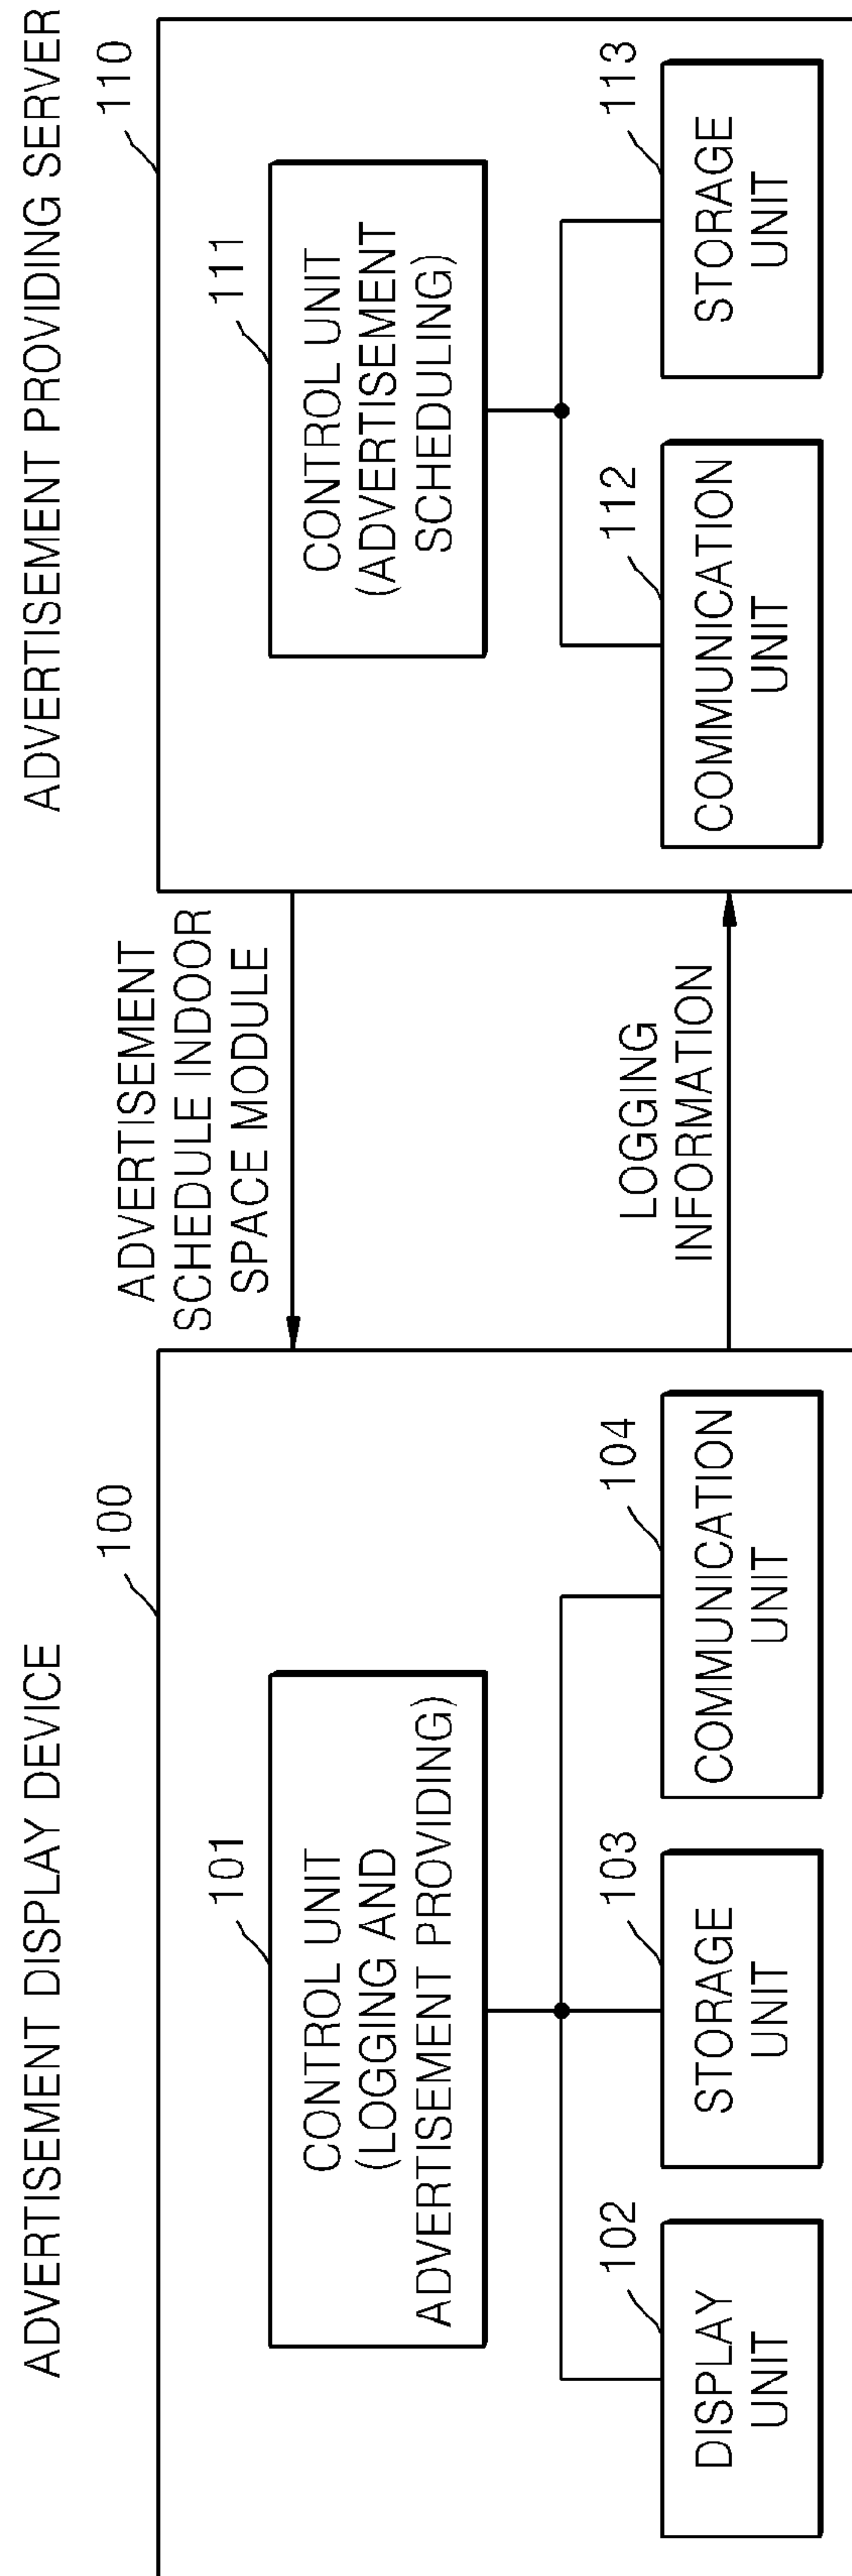 ADVERTISEMENT DISPLAY DEVICE
100
101
CONTROL UNIT
(LOGGING AND
ADVERTISEMENT PROVIDING)
102
DISPLAY
UNIT
103
STORAGE
UNIT
104
COMMUNICATION
UNIT
ADVERTISEMENT
SCHEDULE INDOOR
SPACE MODULE
LOGGING
INFORMATION
ADVERTISEMENT PROVIDING SERVER
110
111
CONTROL UNIT
(ADVERTISEMENT
SCHEDULING)
112
COMMUNICATION
UNIT
113
STORAGE
UNIT